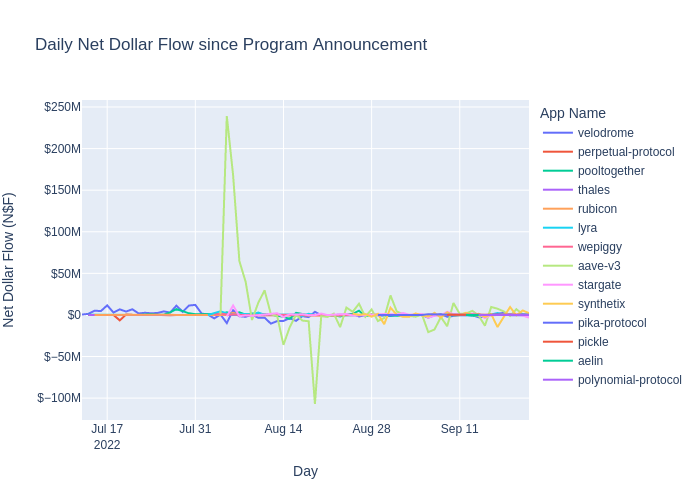 Daily Net Dollar Flow since Program Announcement
Net Dollar Flow (N$F)
$250M
$200M
$150M
$100M
$50M
$0
$−50M
$−100M
Jul 17
2022
Jul 31
Aug 14
Aug 28
Sep 11
Day
App Name
velodrome
perpetual-protocol
pooltogether
thales
rubicon
lyra
wepiggy
aave-v3
stargate
synthetix
pika-protocol
pickle
aelin
polynomial-protocol